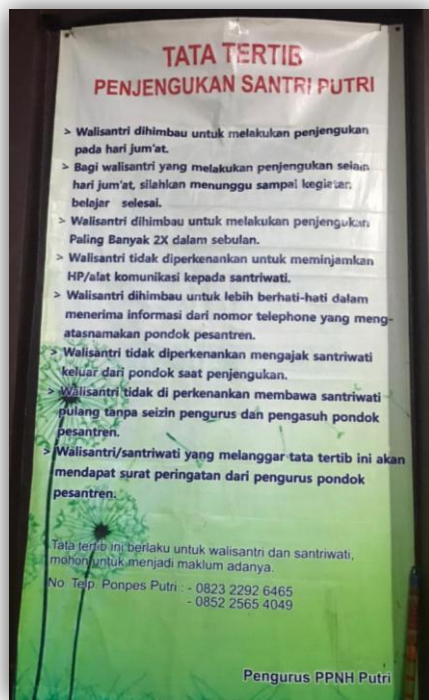 TATA TERTIB
PENJENGUKAN SANTRI PUTRI
> Walisantri dihimbau untuk melakukan penjengukan
pada hari jum'at.
> Bagi walisantri yang melakukan penjengukan selain
hari jum'at, silahkan menunggu sampai kegiatan
belajar selesai.
> Walisantri dihimbau untuk melakukan penjengukan
Paling Banyak 2X dalam sebulan.
> Walisantri tidak diperkenankan untuk meminjamkan
HP/alat komunikasi kepada santriwati.
> Walisantri dihimbau untuk lebih berhati-hati dalam
menerima informasi dari nomor telephone yang meng-
atasnamakan pondok pesantren.
> Walisantri tidak diperkenankan mengajak santriwati
keluar dari pondok saat penjengukan.
> Walisantri tidak di perkenankan membawa santriwati
pulang tanpa seizin pengurus dan pengasuh pondok
pesantren.
> Walisantri/santriwati yang melanggar tata tertib ini akan
mendapat surat peringatan dari pengurus pondok
pesantren.
Tata tertib ini berlaku untuk walisantri dan santriwati,
mohon untuk menjadi maklum adanya.
No. Telp. Ponpes Putri : - 0823 2292 6465
- 0852 2565 4049
Pengurus PPNH Putri